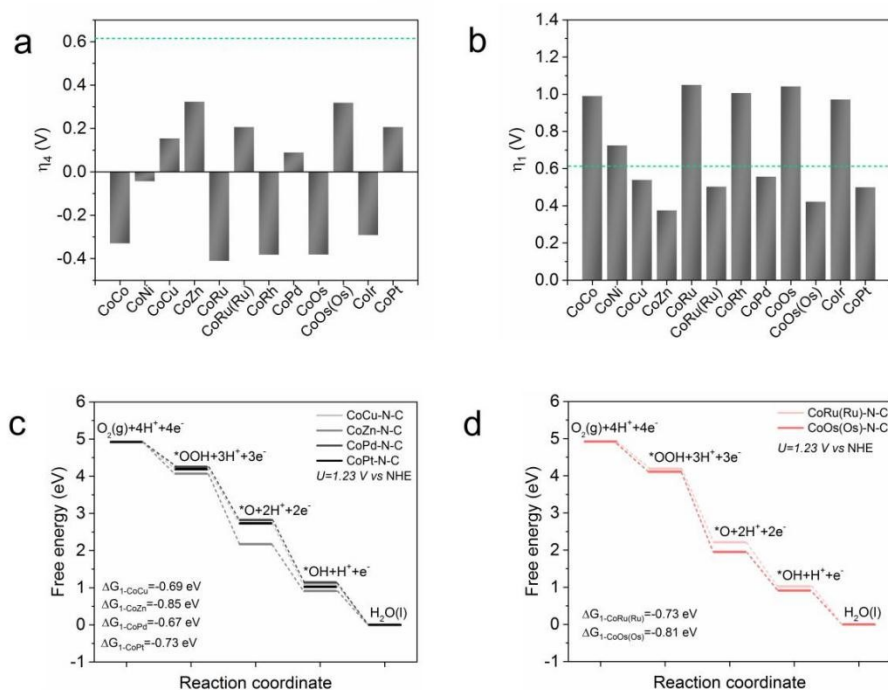 a
η4 (V)
0.6
0.4
0.2
0.0
-0.2
-0.4
CoCo
CoNi
CoCu
CoZn
CoRu
CoRu(Ru)
CoRh
CoPd
CoOs
CoOs(Os)
CoIr
CoPt
b
η1 (V)
1.4
1.2
1.0
0.8
0.6
0.4
0.2
0.0
CoCo
CoNi
CoCu
CoZn
CoRu
CoRu(Ru)
CoRh
CoPd
CoOs
CoOs(Os)
CoIr
CoPt
c
Free energy (eV)
6
5
4
3
2
1
0
-1
O2(g)+4H++4e-
*OOH+3H++3e-
*O+2H++2e-
*OH+H++e-
H2O(l)
CoCu-N-C
CoZn-N-C
CoPd-N-C
CoPt-N-C
U=1.23 V vs NHE
ΔG1-CoCu=-0.69 eV
ΔG1-CoZn=-0.85 eV
ΔG1-CoPd=-0.67 eV
ΔG1-CoPt=-0.73 eV
Reaction coordinate
d
Free energy (eV)
6
5
4
3
2
1
0
-1
O2(g)+4H++4e-
*OOH+3H++3e-
*O+2H++2e-
*OH+H++e-
H2O(l)
CoRu(Ru)-N-C
CoOs(Os)-N-C
U=1.23 V vs NHE
ΔG1-CoRu(Ru)=-0.73 eV
ΔG1-CoOs(Os)=-0.81 eV
Reaction coordinate